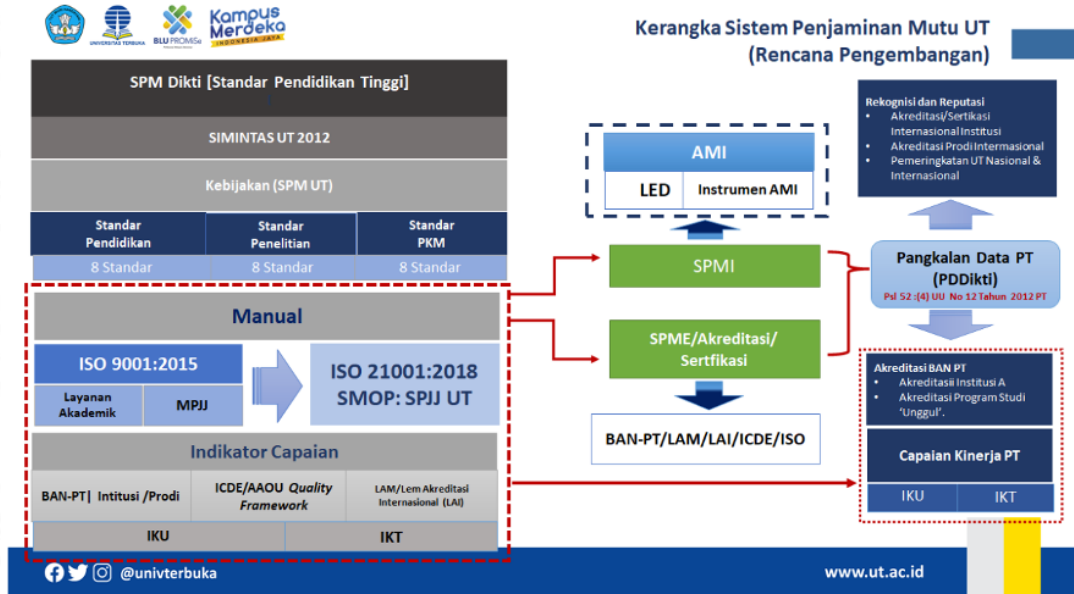 UNIVERSITAS TERBUKA
BLU PROMISe
Kampus
Merdeka
INDONESIA JAYA
Kerangka Sistem Penjaminan Mutu UT
(Rencana Pengembangan)
SPM Dikti [Standar Pendidikan Tinggi]
SIMINTAS UT 2012
Kebijakan (SPM UT)
Standar
Pendidikan
Standar
Penelitian
Standar
PKM
8 Standar
8 Standar
8 Standar
Manual
ISO 9001:2015
Layanan
Akademik
MPJJ
ISO 21001:2018
SMOP: SPJJ UT
Indikator Capaian
BAN-PT| Intitusi /Prodi
ICDE/AAOU Quality
Framework
LAM/Lem Akreditasi
Internasional (LAI)
IKU
IKT
AMI
LED
Instrumen AMI
SPMI
SPME/Akreditasi/
Sertfikasi
BAN-PT/LAM/LAI/ICDE/ISO
Rekognisi dan Reputasi
• Akreditasi/Sertikasi
Internasional Institusi
• Akreditasi Prodi Intermasional
• Pemeringkatan UT Nasional &
Internasional
Pangkalan Data PT
(PDDikti)
Psl 52 :(4) UU No 12 Tahun 2012 PT
Akreditasi BAN PT
• Akreditasii Institusi A
• Akreditasi Program Studi
‘Unggul’.
Capaian Kinerja PT
IKU
IKT
@univterbuka
www.ut.ac.id